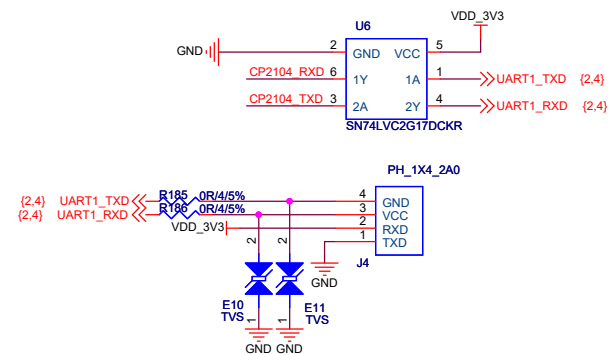 U6
VDD_3V3
GND 2 GND VCC 5
CP2104_RXD 6 1Y 1A 1 UART1_TXD {2,4}
CP2104_TXD 3 2A 2Y 4 UART1_RXD {2,4}
SN74LVC2G17DCKR
PH_1X4_2A0
{2,4} UART1_TXD R185 0R/4/5% 4 GND
{2,4} UART1_RXD R186 0R/4/5% 3 VCC
VDD_3V3 2 RXD
1 TXD
2 2 J4
GND
E10 E11
TVS TVS
1 1
GND GND